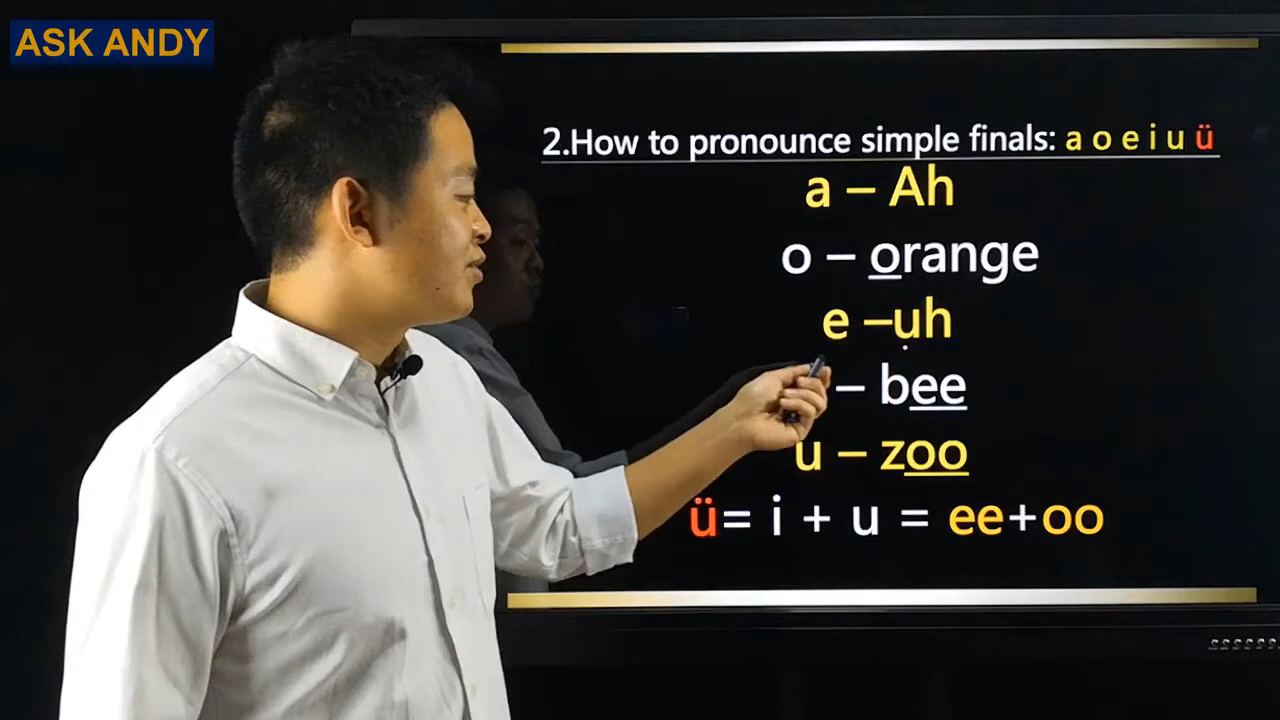 ASK ANDY
2.How to pronounce simple finals: a o e i u ü
a – Ah
o – orange
e –uh
– bee
u – zoo
ü= i + u = ee+oo